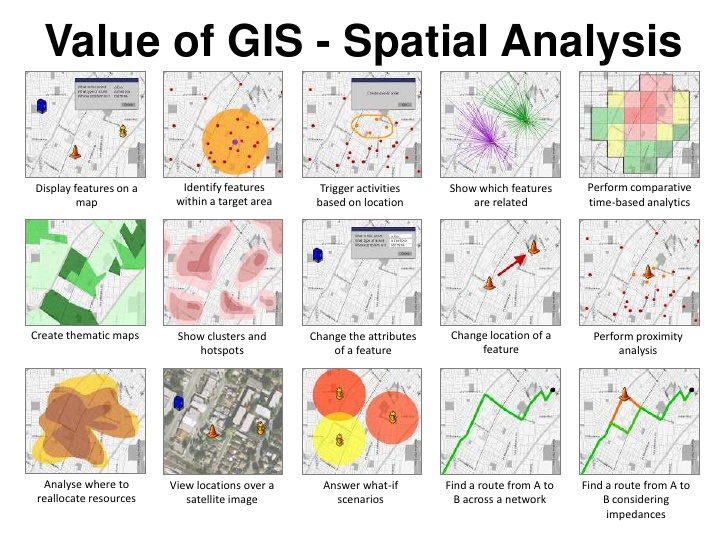 Value of GIS - Spatial Analysis
Display features on a
map
Identify features
within a target area
Trigger activities
based on location
Show which features
are related
Perform comparative
time-based analytics
Create thematic maps
Show clusters and
hotspots
Change the attributes
of a feature
Change location of a
feature
Perform proximity
analysis
Analyse where to
reallocate resources
View locations over a
satellite image
Answer what-if
scenarios
Find a route from A to
B across a network
Find a route from A to
B considering
impedances